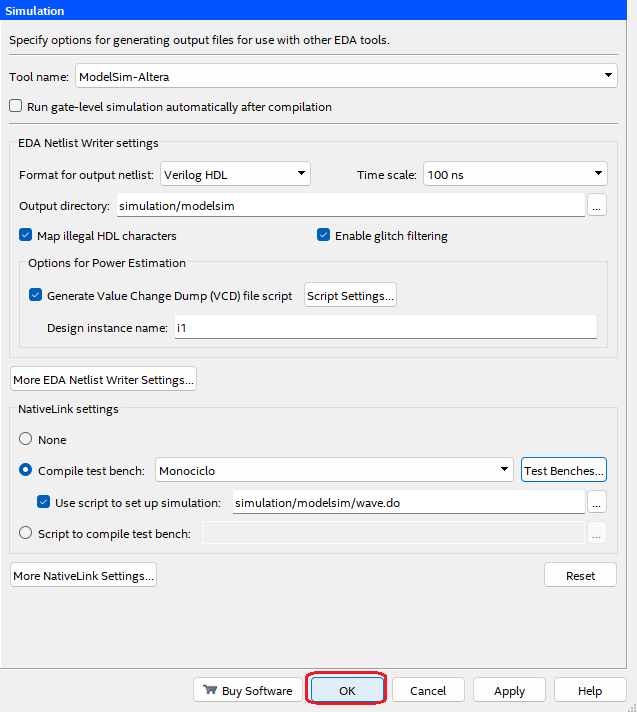 Simulation
Specify options for generating output files for use with other EDA tools.
Tool name: ModelSim-Altera
Run gate-level simulation automatically after compilation
EDA Netlist Writer settings
Format for output netlist: Verilog HDL Time scale: 100 ns
Output directory: simulation/modelsim ...
Map illegal HDL characters Enable glitch filtering
Options for Power Estimation
Generate Value Change Dump (VCD) file script Script Settings...
Design instance name: i1
More EDA Netlist Writer Settings...
NativeLink settings
None
Compile test bench: Monociclo Test Benches...
Use script to set up simulation: simulation/modelsim/wave.do ...
Script to compile test bench: ...
More NativeLink Settings... Reset
Buy Software OK Cancel Apply Help